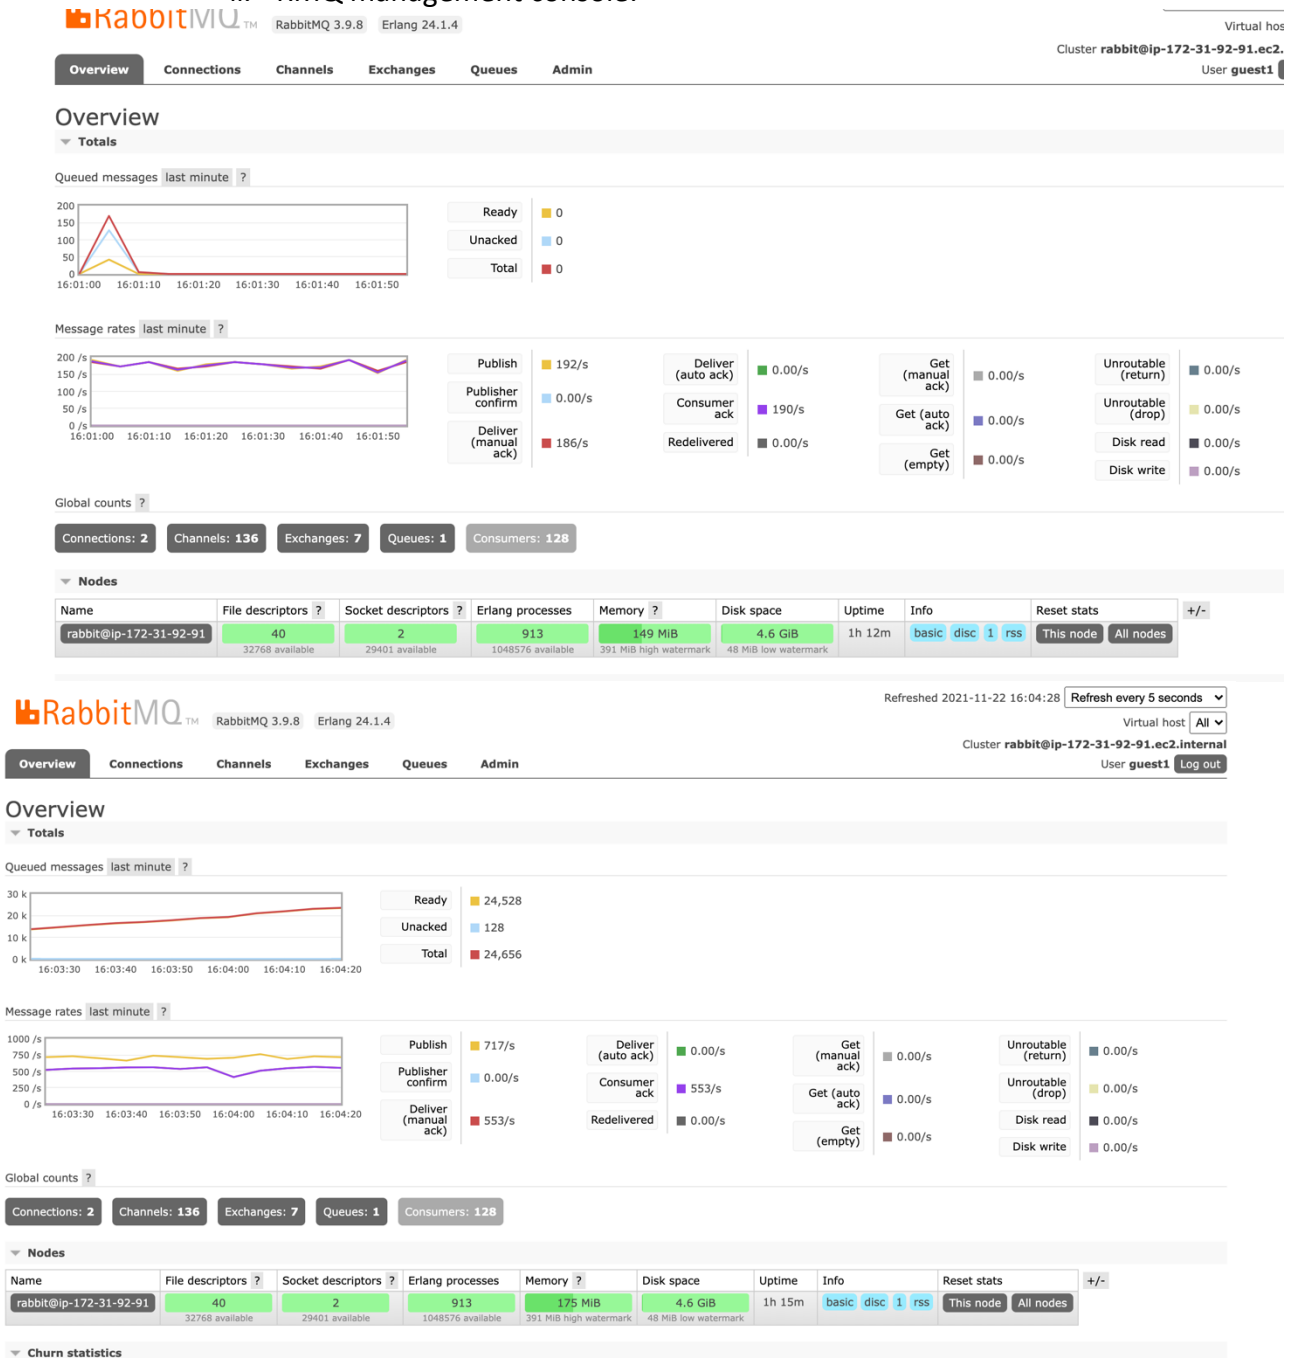 RMQ management console:
RabbitMQ TM RabbitMQ 3.9.8 Erlang 24.1.4
Virtual hos
Cluster rabbit@ip-172-31-92-91.ec2.
User guest1
Overview Connections Channels Exchanges Queues Admin
Overview
Totals
Queued messages last minute ?
200
150
100
50
0
16:01:00 16:01:10 16:01:20 16:01:30 16:01:40 16:01:50
Ready 0
Unacked 0
Total 0
Message rates last minute ?
200 /s
150 /s
100 /s
50 /s
0 /s
16:01:00 16:01:10 16:01:20 16:01:30 16:01:40 16:01:50
Publish 192/s
Publisher confirm 0.00/s
Deliver (manual ack) 186/s
Deliver (auto ack) 0.00/s
Consumer ack 190/s
Redelivered 0.00/s
Get (manual ack) 0.00/s
Get (auto ack) 0.00/s
Get (empty) 0.00/s
Unroutable (return) 0.00/s
Unroutable (drop) 0.00/s
Disk read 0.00/s
Disk write 0.00/s
Global counts ?
Connections: 2 Channels: 136 Exchanges: 7 Queues: 1 Consumers: 128
Nodes
Name File descriptors ? Socket descriptors ? Erlang processes Memory ? Disk space Uptime Info Reset stats +/-
rabbit@ip-172-31-92-91 40 2 913 149 MiB 4.6 GiB 1h 12m basic disc 1 rss This node All nodes
32768 available 29401 available 1048576 available 391 MiB high watermark 48 MiB low watermark
RabbitMQ TM RabbitMQ 3.9.8 Erlang 24.1.4
Refreshed 2021-11-22 16:04:28 Refresh every 5 seconds
Virtual host All
Cluster rabbit@ip-172-31-92-91.ec2.internal
User guest1 Log out
Overview Connections Channels Exchanges Queues Admin
Overview
Totals
Queued messages last minute ?
30 k
20 k
10 k
0 k
16:03:30 16:03:40 16:03:50 16:04:00 16:04:10 16:04:20
Ready 24,528
Unacked 128
Total 24,656
Message rates last minute ?
1000 /s
750 /s
500 /s
250 /s
0 /s
16:03:30 16:03:40 16:03:50 16:04:00 16:04:10 16:04:20
Publish 717/s
Publisher confirm 0.00/s
Deliver (manual ack) 553/s
Deliver (auto ack) 0.00/s
Consumer ack 553/s
Redelivered 0.00/s
Get (manual ack) 0.00/s
Get (auto ack) 0.00/s
Get (empty) 0.00/s
Unroutable (return) 0.00/s
Unroutable (drop) 0.00/s
Disk read 0.00/s
Disk write 0.00/s
Global counts ?
Connections: 2 Channels: 136 Exchanges: 7 Queues: 1 Consumers: 128
Nodes
Name File descriptors ? Socket descriptors ? Erlang processes Memory ? Disk space Uptime Info Reset stats +/-
rabbit@ip-172-31-92-91 40 2 913 175 MiB 4.6 GiB 1h 15m basic disc 1 rss This node All nodes
32768 available 29401 available 1048576 available 391 MiB high watermark 48 MiB low watermark
Churn statistics